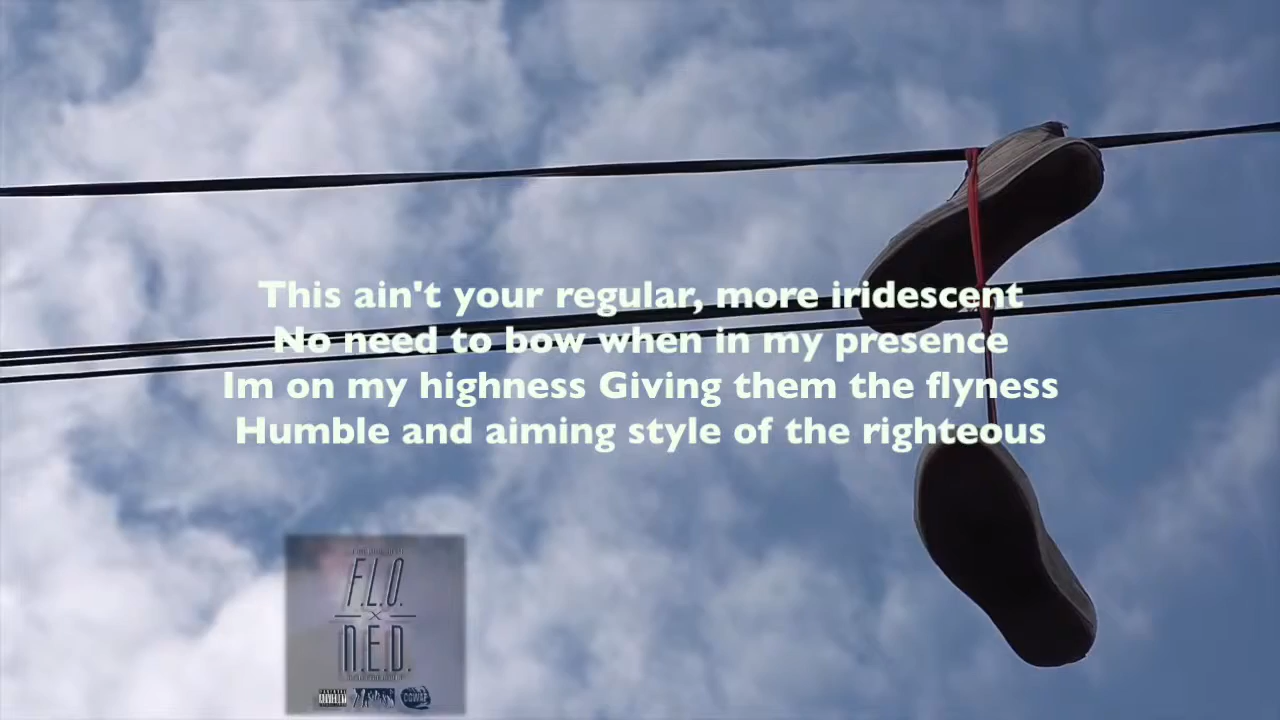 This ain't your regular, more iridescent
No need to bow when in my presence
Im on my highness Giving them the flyness
Humble and aiming style of the righteous
F.L.O.
X
N.E.D.